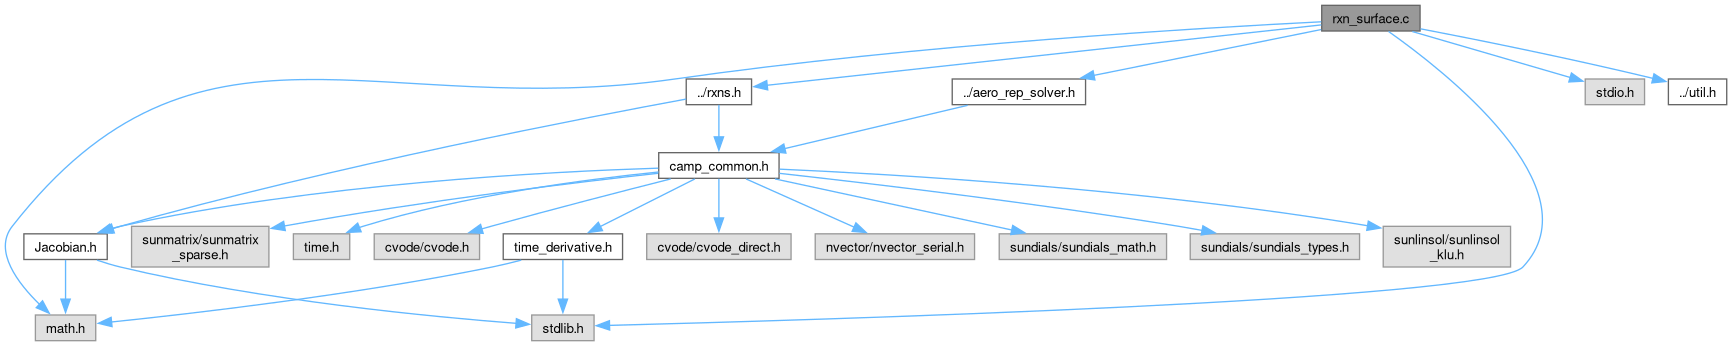 rxn_surface.c
../rxns.h
../aero_rep_solver.h
stdio.h
../util.h
camp_common.h
Jacobian.h
sunmatrix/sunmatrix
_sparse.h
time.h
cvode/cvode.h
time_derivative.h
cvode/cvode_direct.h
nvector/nvector_serial.h
sundials/sundials_math.h
sundials/sundials_types.h
sunlinsol/sunlinsol
_klu.h
math.h
stdlib.h